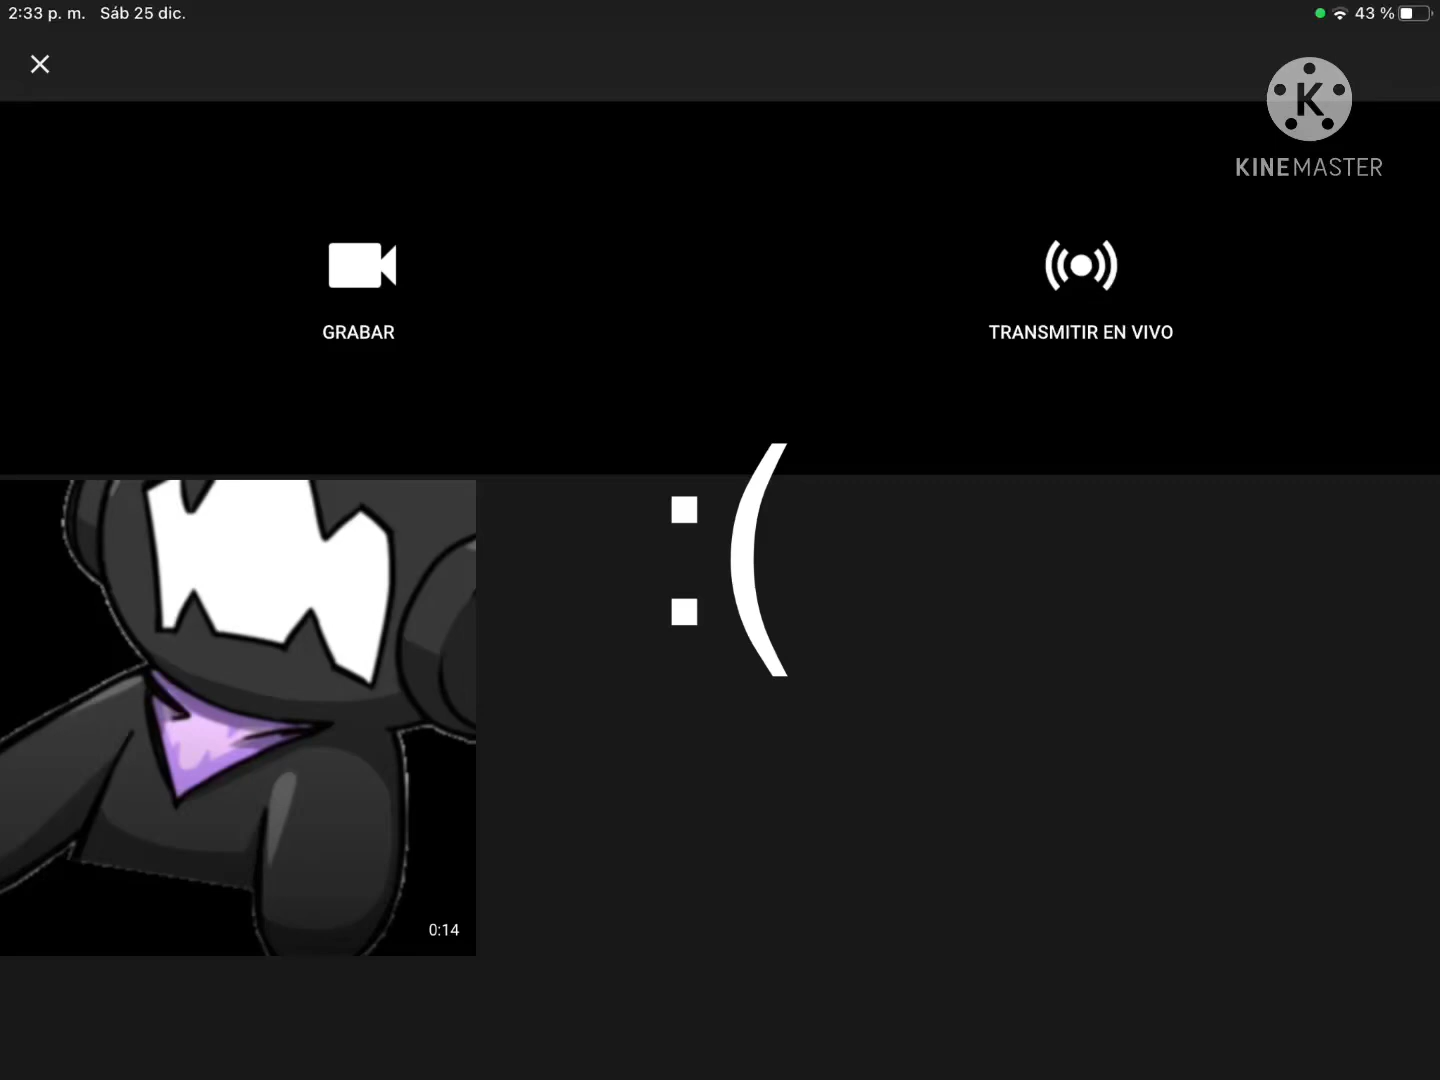 2:33 p. m. Sáb 25 dic.
43 %
K
KINEMASTER
GRABAR
TRANSMITIR EN VIVO
:(
0:14